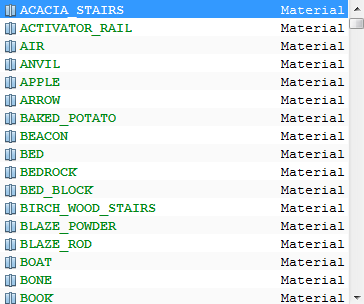 ACACIA_STAIRS Material
ACTIVATOR_RAIL Material
AIR Material
ANVIL Material
APPLE Material
ARROW Material
BAKED_POTATO Material
BEACON Material
BED Material
BEDROCK Material
BED_BLOCK Material
BIRCH_WOOD_STAIRS Material
BLAZE_POWDER Material
BLAZE_ROD Material
BOAT Material
BONE Material
BOOK Material